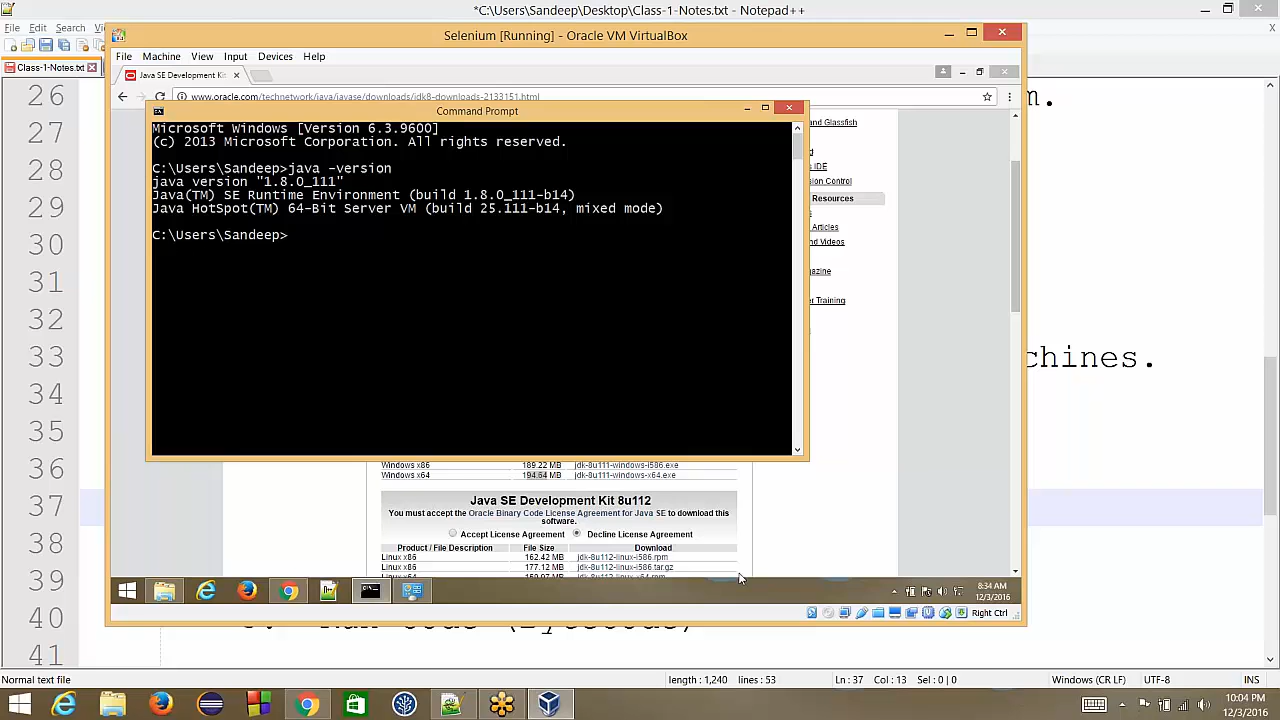 *C:\Users\Sandeep\Desktop\Class-1-Notes.txt - Notepad++
File Edit Search
Class-1-Notes.txt
Selenium [Running] - Oracle VM VirtualBox
File Machine View Input Devices Help
Java SE Development Kit
www.oracle.com/technetwork/java/javase/downloads/jdk8-downloads-2133151.html
Command Prompt
Microsoft Windows [Version 6.3.9600]
(c) 2013 Microsoft Corporation. All rights reserved.
C:\Users\Sandeep>java -version
java version "1.8.0_111"
Java(TM) SE Runtime Environment (build 1.8.0_111-b14)
Java HotSpot(TM) 64-Bit Server VM (build 25.111-b14, mixed mode)
C:\Users\Sandeep>
and Glassfish
IDE
on Control
Resources
Articles
nd Videos
azine
r Training
Windows x86 189.22 MB jdk-8u111-windows-i586.exe
Windows x64 194.64 MB jdk-8u111-windows-x64.exe
Java SE Development Kit 8u112
You must accept the Oracle Binary Code License Agreement for Java SE to download this
software.
Accept License Agreement Decline License Agreement
Product / File Description File Size Download
Linux x86 162.42 MB jdk-8u112-linux-i586.rpm
Linux x86 177.12 MB jdk-8u112-linux-i586.tar.gz
8:34 AM
12/3/2016
Right Ctrl
26
27
28
29
30
31
32
33 chines.
34
35
36
37
38
39
40
41
Normal text file length : 1,240 lines : 53 Ln : 37 Col : 13 Sel : 0 | 0 Windows (CR LF) UTF-8 INS
10:04 PM
12/3/2016